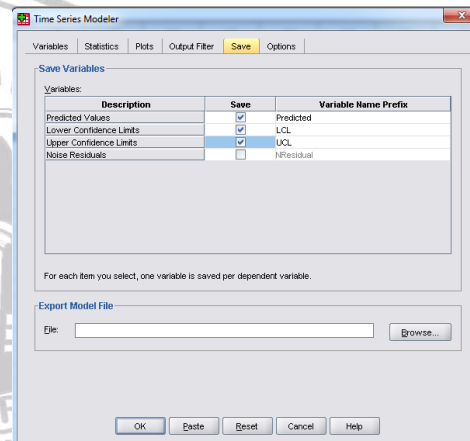 Time Series Modeler
Variables Statistics Plots Output Filter Save Options
Save Variables
Variables:
Description Save Variable Name Prefix
Predicted Values Predicted
Lower Confidence Limits LCL
Upper Confidence Limits UCL
Noise Residuals NResidual
For each item you select, one variable is saved per dependent variable.
Export Model File
File: Browse...
OK Paste Reset Cancel Help